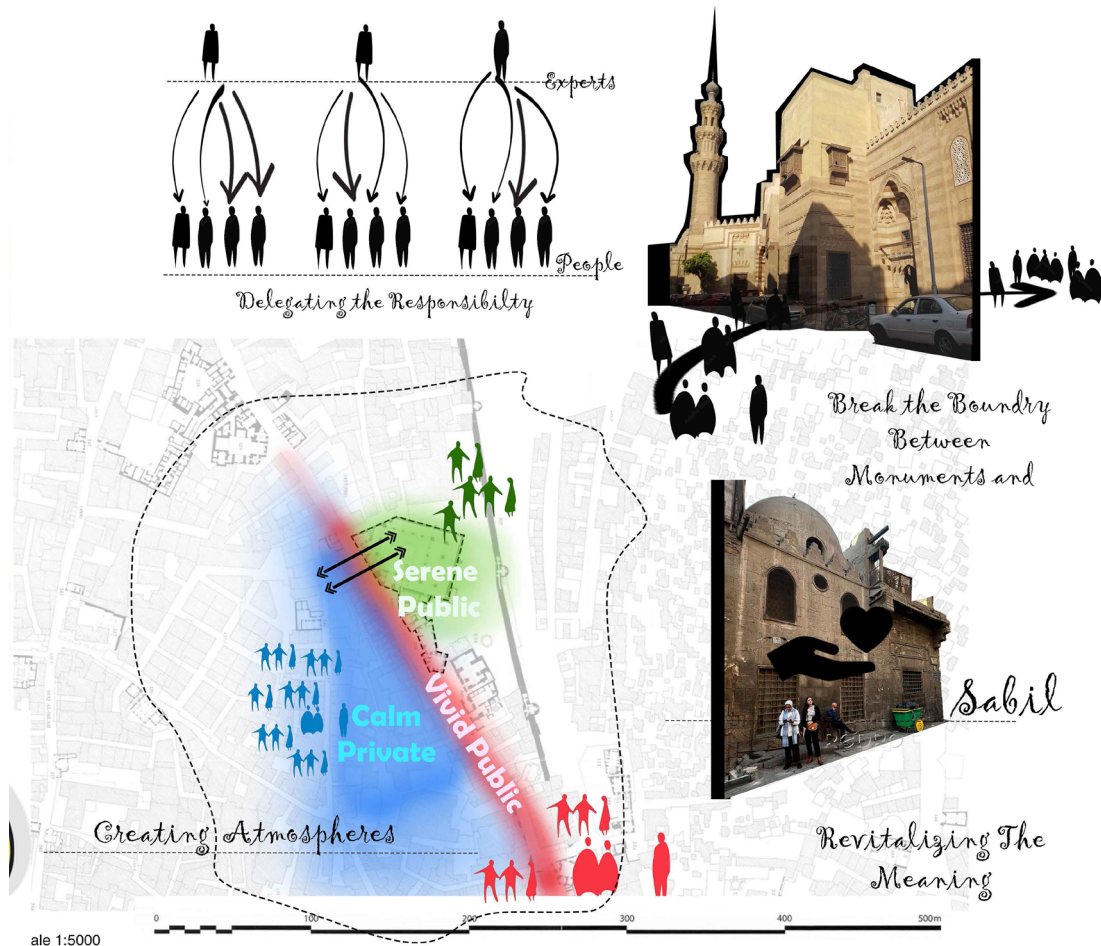 Experts
People
Delegating the Responsibilty
Break the Boundry
Between
Monuments and
Serene
Public
Vivid Public
Calm
Private
Sabil
Creating Atmospheres
Revitalizing The
Meaning
0 100 200 300 400 500m
ale 1:5000